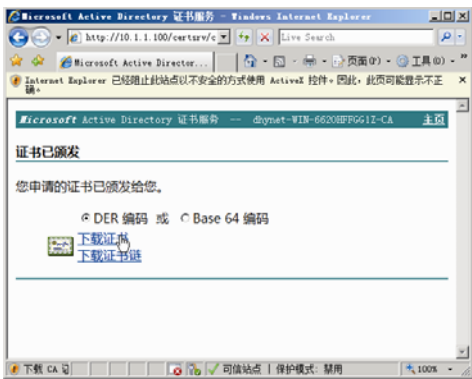 Microsoft Active Directory 证书服务 - Windows Internet Explorer
http://10.1.1.100/certsrv/c
Live Search
Microsoft Active Director...
页面(P)
工具(O)
Internet Explorer 已经阻止此站点以不安全的方式使用 ActiveX 控件。因此，此页可能显示不正确。
Microsoft Active Directory 证书服务 -- dhynet-WIN-6620HFFGG1Z-CA 主页
证书已颁发
您申请的证书已颁发给您。
DER 编码 或 Base 64 编码
下载证书
下载证书链
下载 CA
可信站点 | 保护模式: 禁用
100%